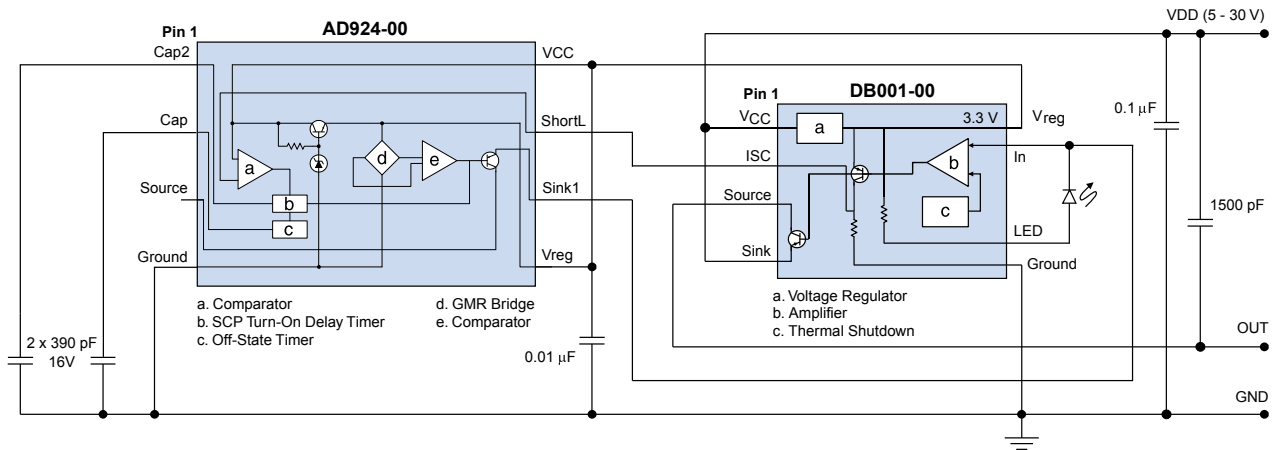 VDD (5 - 30 V)
AD924-00
Pin 1
Cap2
VCC
Cap
ShortL
Source
Sink1
Ground
Vreg
a
b
c
d
e
a. Comparator
b. SCP Turn-On Delay Timer
c. Off-State Timer
d. GMR Bridge
e. Comparator
2 x 390 pF
16V
0.01 µF
DB001-00
Pin 1
VCC
a
3.3 V
Vreg
ISC
b
In
Source
c
LED
Sink
Ground
a. Voltage Regulator
b. Amplifier
c. Thermal Shutdown
0.1 µF
1500 pF
OUT
GND